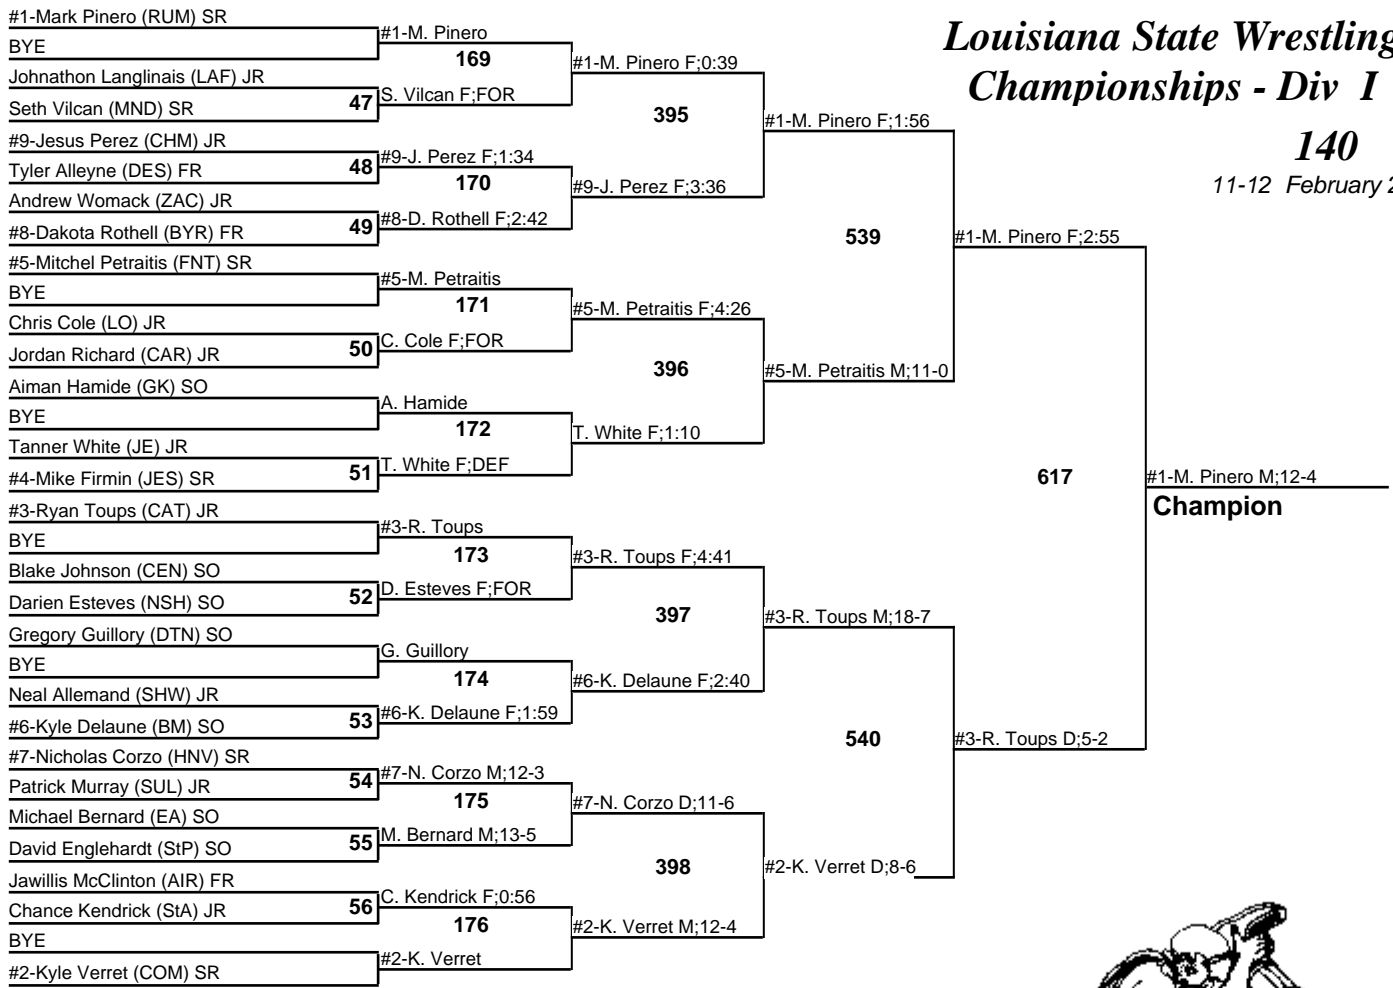 #1-Mark Pinero (RUM) SR
BYE
Johnathon Langlinais (LAF) JR
Seth Vilcan (MND) SR
#9-Jesus Perez (CHM) JR
Tyler Alleyne (DES) FR
Andrew Womack (ZAC) JR
#8-Dakota Rothell (BYR) FR
#5-Mitchel Petraitis (FNT) SR
BYE
Chris Cole (LO) JR
Jordan Richard (CAR) JR
Aiman Hamide (GK) SO
BYE
Tanner White (JE) JR
#4-Mike Firmin (JES) SR
#3-Ryan Toups (CAT) JR
BYE
Blake Johnson (CEN) SO
Darien Esteves (NSH) SO
Gregory Guillory (DTN) SO
BYE
Neal Allemand (SHW) JR
#6-Kyle Delaune (BM) SO
#7-Nicholas Corzo (HNV) SR
Patrick Murray (SUL) JR
Michael Bernard (EA) SO
David Englehardt (StP) SO
Jawillis McClinton (AIR) FR
Chance Kendrick (StA) JR
BYE
#2-Kyle Verret (COM) SR
47
48
49
50
51
52
53
54
55
56
#1-M. Pinero
169
S. Vilcan F;FOR
#9-J. Perez F;1:34
170
#8-D. Rothell F;2:42
#5-M. Petraitis
171
C. Cole F;FOR
A. Hamide
172
T. White F;DEF
#3-R. Toups
173
D. Esteves F;FOR
G. Guillory
174
#6-K. Delaune F;1:59
#7-N. Corzo M;12-3
175
M. Bernard M;13-5
C. Kendrick F;0:56
176
#2-K. Verret
#1-M. Pinero F;0:39
395
#9-J. Perez F;3:36
#5-M. Petraitis F;4:26
396
T. White F;1:10
#3-R. Toups F;4:41
397
#6-K. Delaune F;2:40
#7-N. Corzo D;11-6
398
#2-K. Verret M;12-4
#1-M. Pinero F;1:56
539
#5-M. Petraitis M;11-0
#3-R. Toups M;18-7
540
#2-K. Verret D;8-6
#1-M. Pinero F;2:55
617
#3-R. Toups D;5-2
#1-M. Pinero M;12-4
Champion
Louisiana State Wrestling
Championships - Div I
140
11-12 February 2